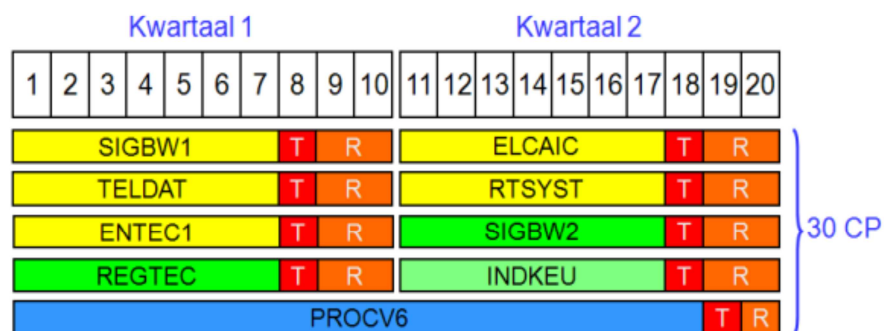 Kwartaal 1 Kwartaal 2
1 2 3 4 5 6 7 8 9 10 11 12 13 14 15 16 17 18 19 20
SIGBW1 T R ELCAIC T R
TELDAT T R RTSYST T R
ENTEC1 T R SIGBW2 T R 30 CP
REGTEC T R INDKEU T R
PROCV6 T R